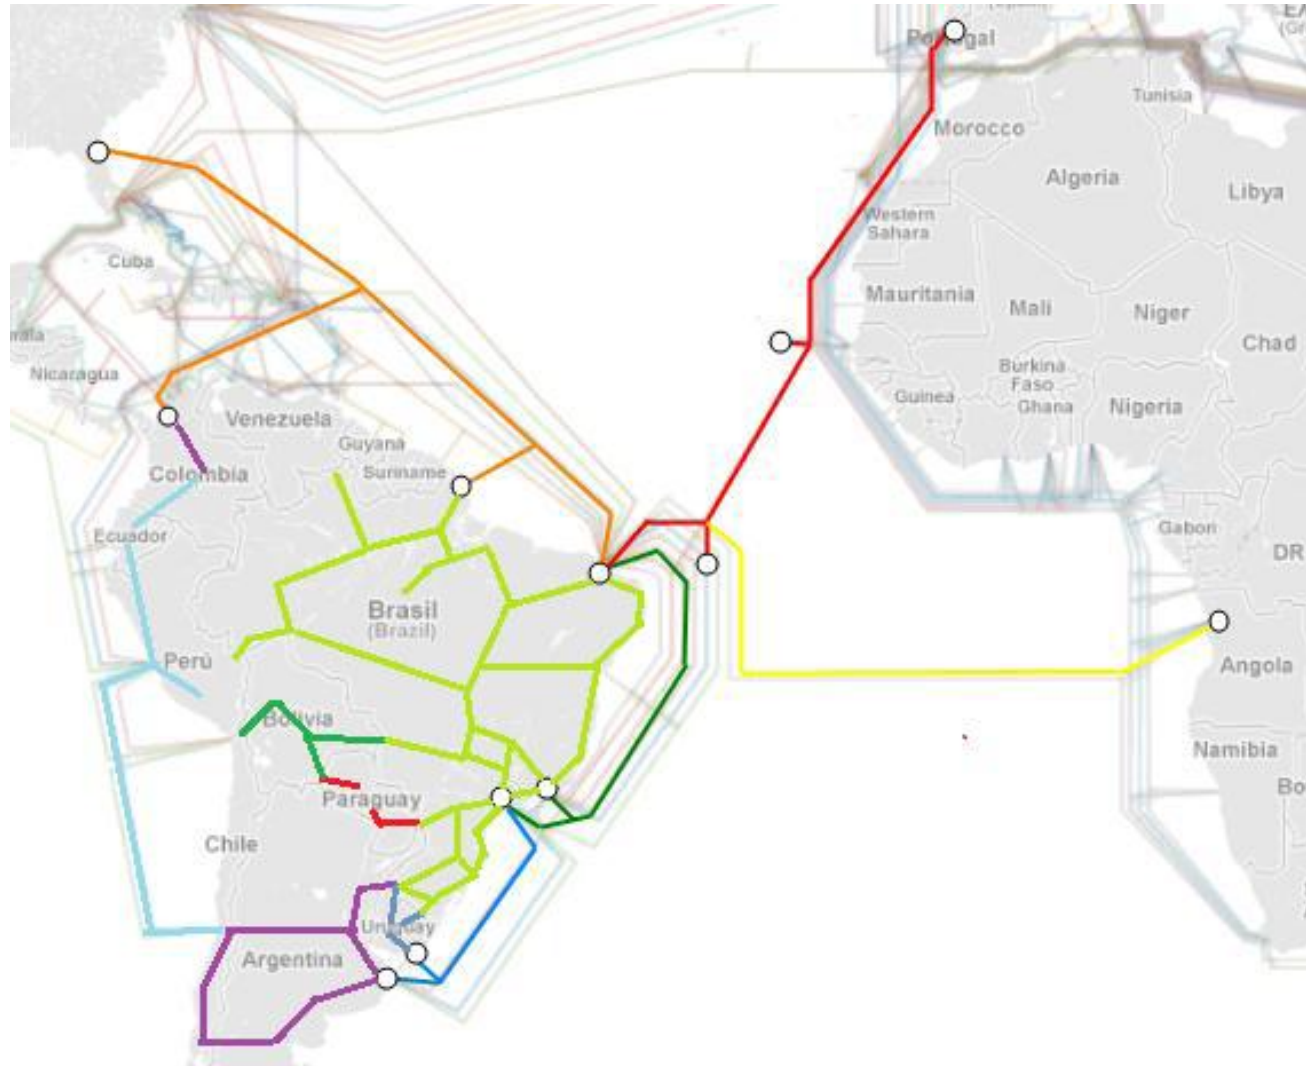 Portugal
Tunisia
Morocco
Algeria
Libya
Western
Sahara
Cuba
Mauritania
Mali
Niger
Chad
Nicaragua
Burkina
Faso
Guinea
Ghana
Nigeria
Venezuela
Guyana
Suriname
Colombia
Ecuador
Gabon
DR
Brasil
(Brazil)
Perú
Angola
Bolivia
Namibia
Bo
Paraguay
Chile
Uruguay
Argentina